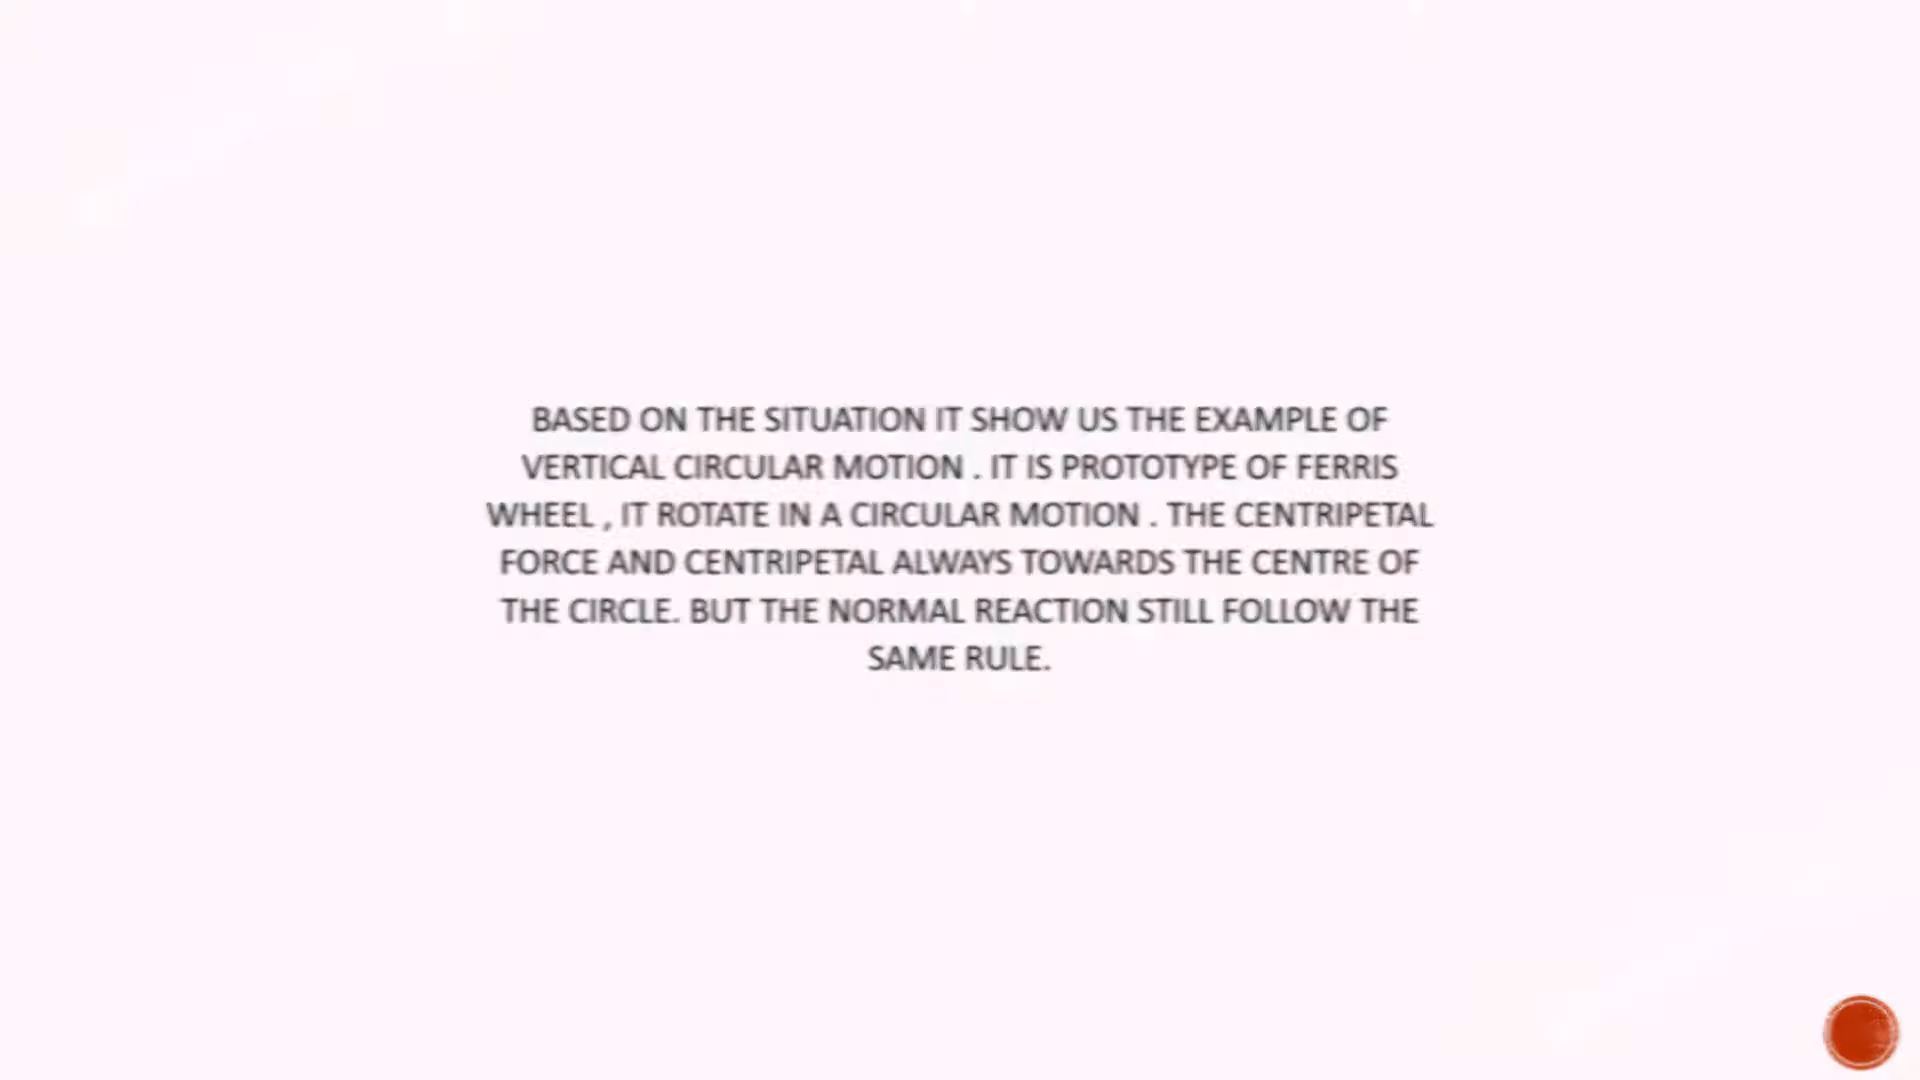 BASED ON THE SITUATION IT SHOW US THE EXAMPLE OF
VERTICAL CIRCULAR MOTION . IT IS PROTOTYPE OF FERRIS
WHEEL , IT ROTATE IN A CIRCULAR MOTION . THE CENTRIPETAL
FORCE AND CENTRIPETAL ALWAYS TOWARDS THE CENTRE OF
THE CIRCLE. BUT THE NORMAL REACTION STILL FOLLOW THE
SAME RULE.